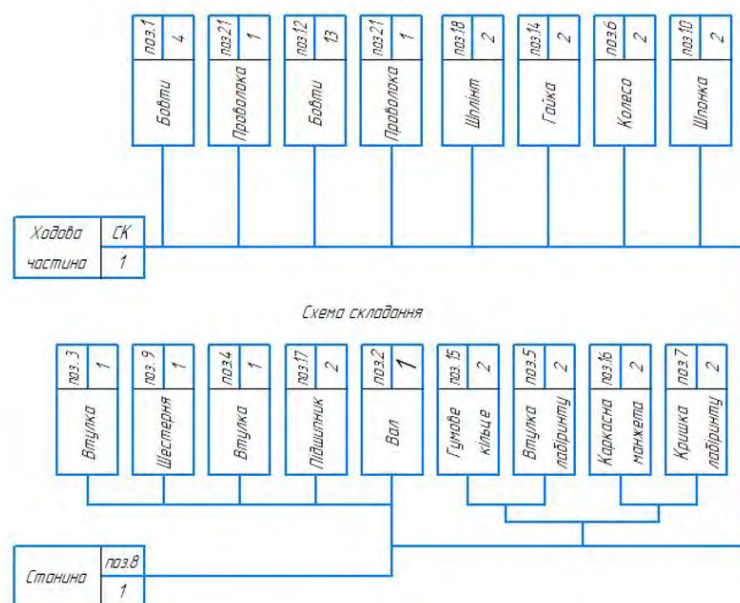 поз.1 4 Бовти
поз.21 1 Проволока
поз.12 13 Бовти
поз.21 1 Проволока
поз.18 2 Шплінт
поз.14 2 Гайка
поз.6 2 Колесо
поз.10 2 Шпонка
Ходова СК
частина 1
Схема складання
поз. 3 1 Втулка
поз. 9 1 Шестерня
поз.4 1 Втулка
поз.17 2 Підшипник
поз.2 1 Вал
поз. 15 2 Гумове
кільце
поз.5 2 Втулка
лабіринту
поз.16 2 Каркасна
манжета
поз.7 2 Кришка
лабіринту
Станина поз.8
1